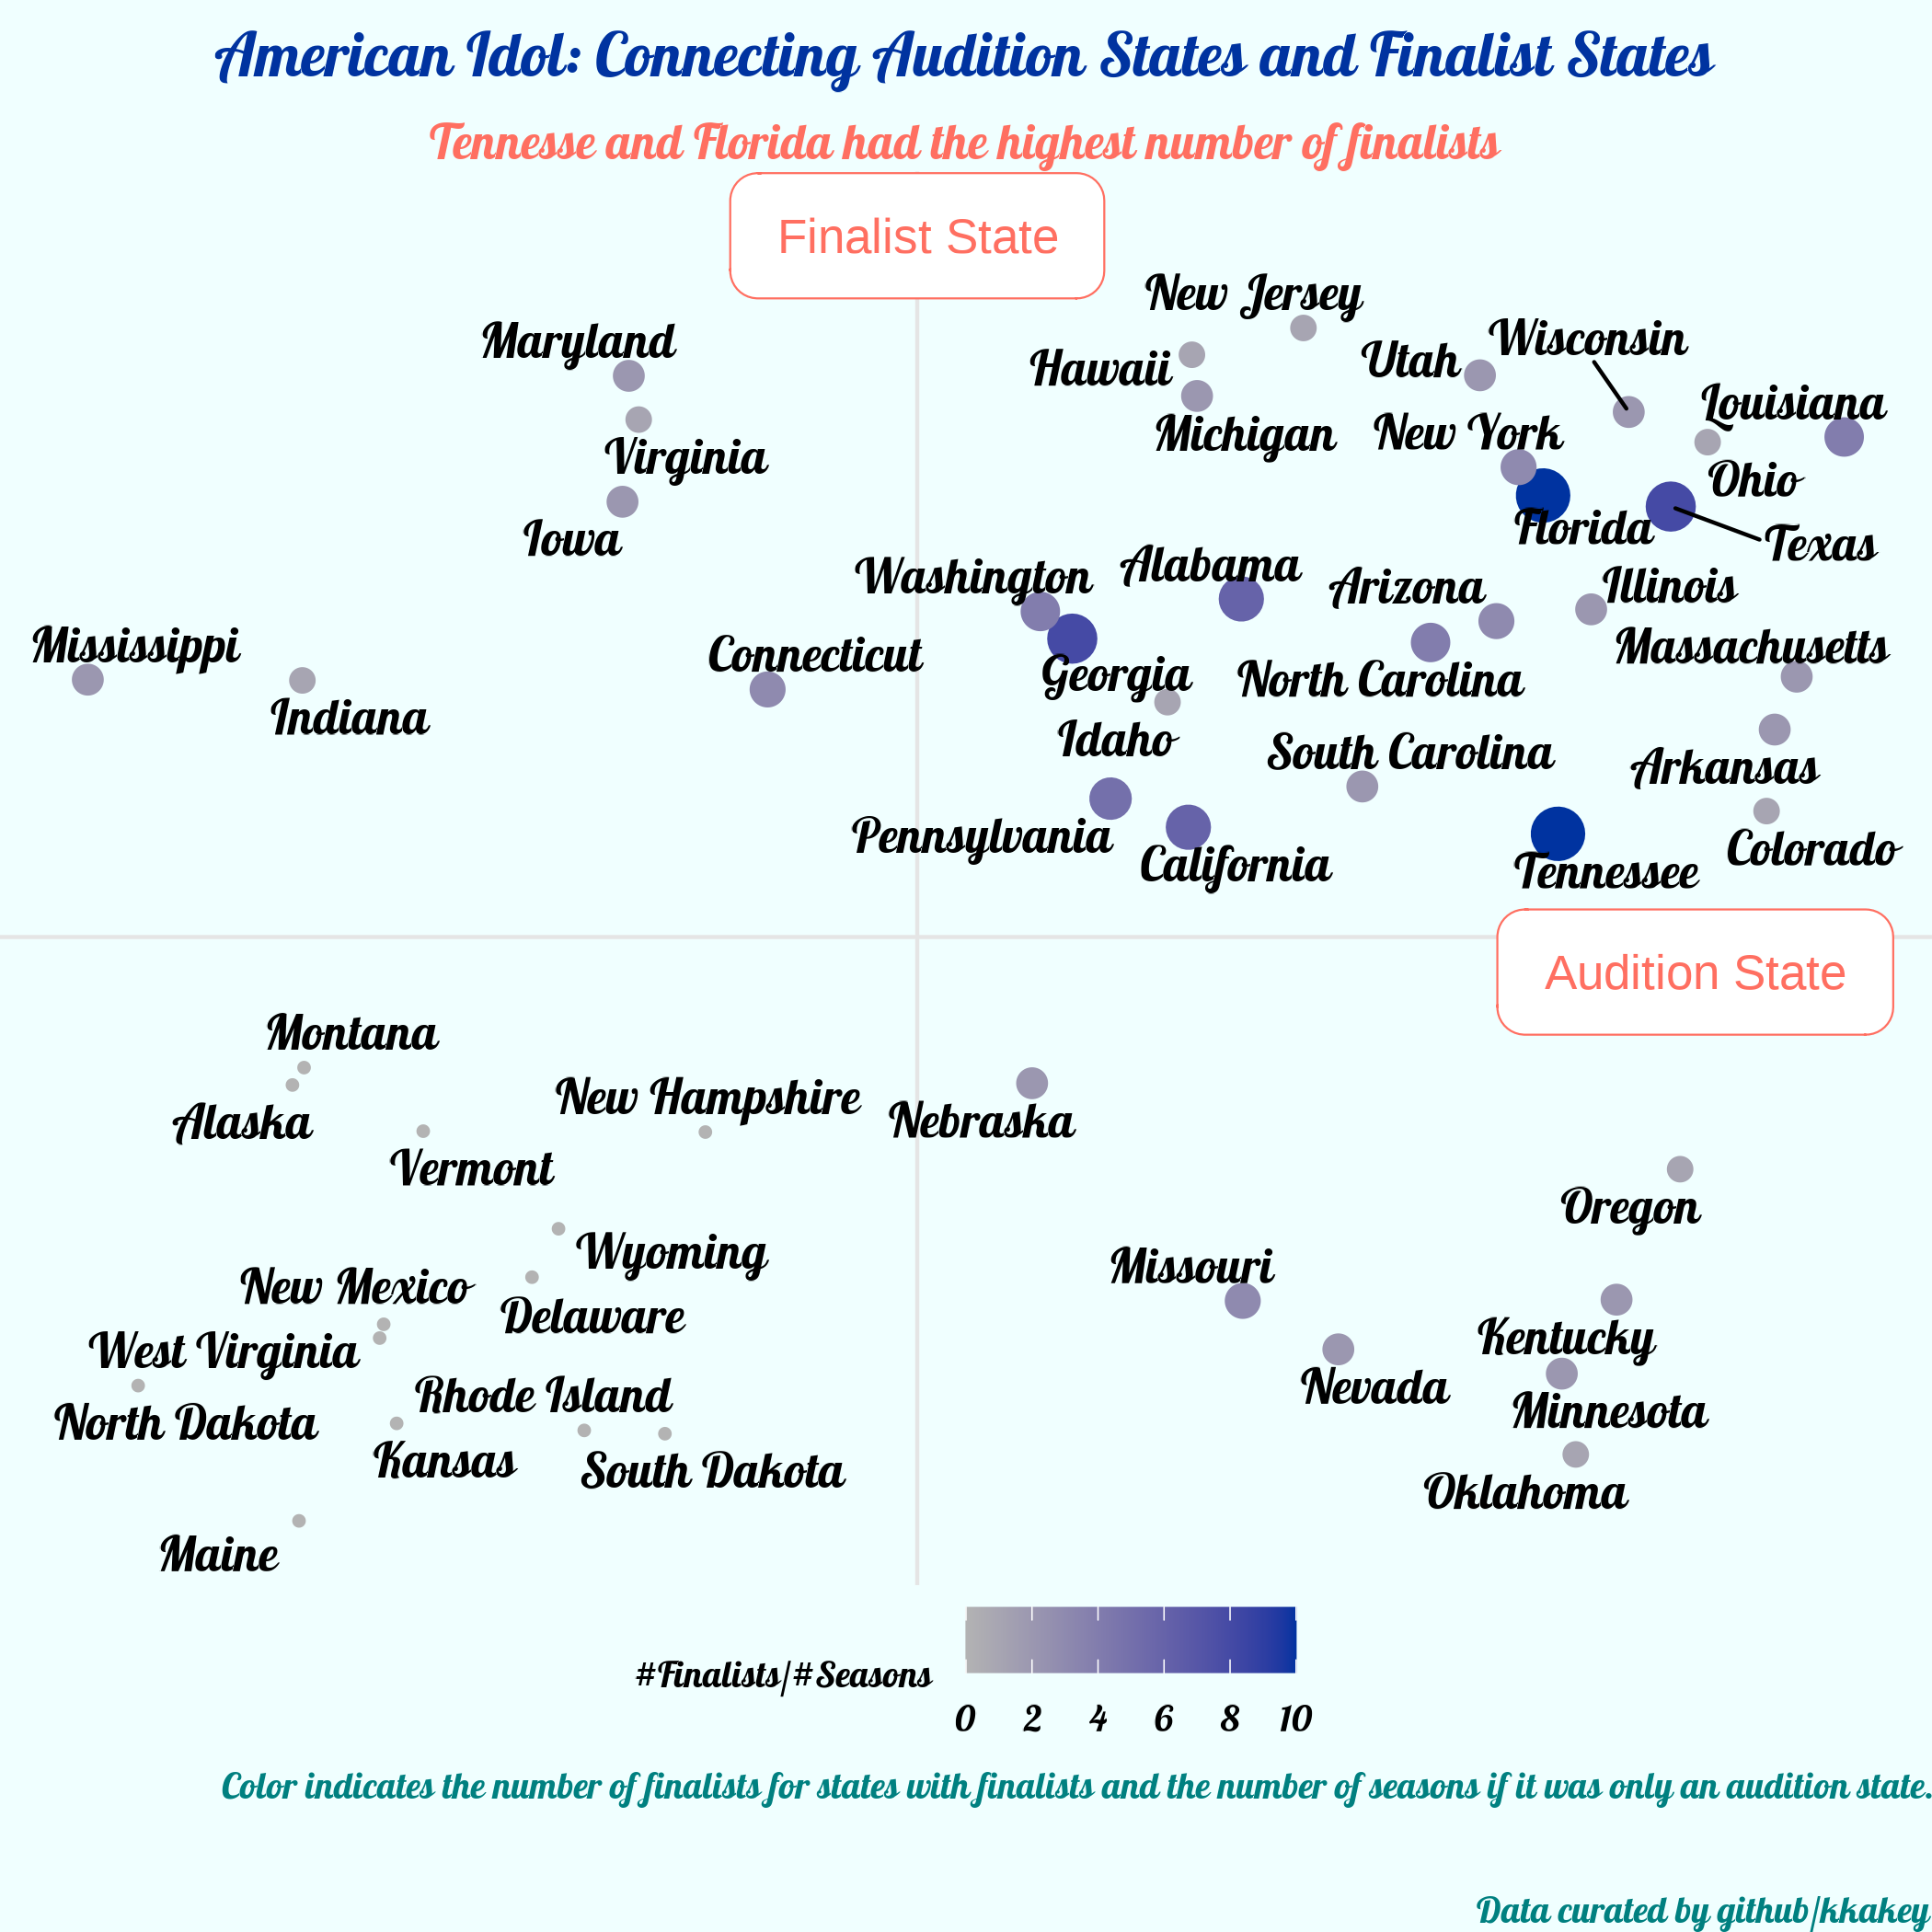 American Idol: Connecting Audition States and Finalist States
Tennesse and Florida had the highest number of finalists
Finalist State
New Jersey
Maryland
Hawaii
Utah
Wisconsin
Louisiana
Michigan
New York
Virginia
Ohio
Iowa
Florida
Texas
Washington
Alabama
Arizona
Illinois
Mississippi
Connecticut
Georgia
North Carolina
Massachusetts
Indiana
Idaho
South Carolina
Arkansas
Pennsylvania
California
Tennessee
Colorado
Audition State
Montana
Alaska
New Hampshire
Nebraska
Vermont
Oregon
Wyoming
Missouri
New Mexico
Delaware
Kentucky
West Virginia
Nevada
Rhode Island
North Dakota
Minnesota
Kansas
South Dakota
Oklahoma
Maine
#Finalists/#Seasons
0 2 4 6 8 10
Color indicates the number of finalists for states with finalists and the number of seasons if it was only an audition state.
Data curated by github/kkakey